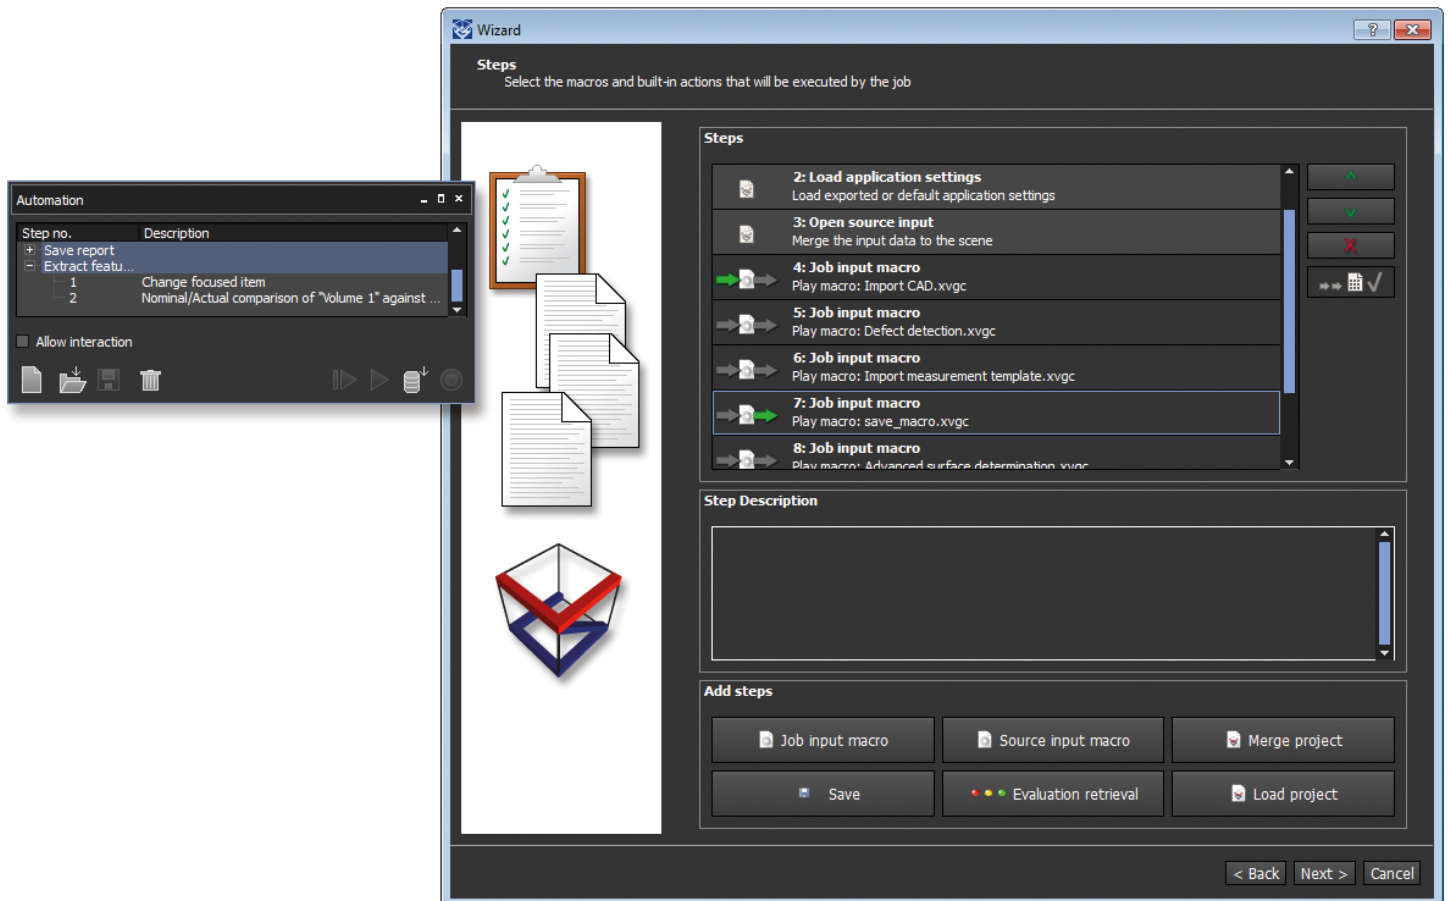 Wizard
Steps
Select the macros and built-in actions that will be executed by the job
Automation
Step no. Description
Save report
Extract featu...
1 Change focused item
2 Nominal/Actual comparison of "Volume 1" against ...
Allow interaction
Steps
2: Load application settings
Load exported or default application settings
3: Open source input
Merge the input data to the scene
4: Job input macro
Play macro: Import CAD.xvgc
5: Job input macro
Play macro: Defect detection.xvgc
6: Job input macro
Play macro: Import measurement template.xvgc
7: Job input macro
Play macro: save_macro.xvgc
8: Job input macro
Play macro: Advanced surface determination.xvgc
Step Description
Add steps
Job input macro Source input macro Merge project
Save Evaluation retrieval Load project
< Back Next > Cancel